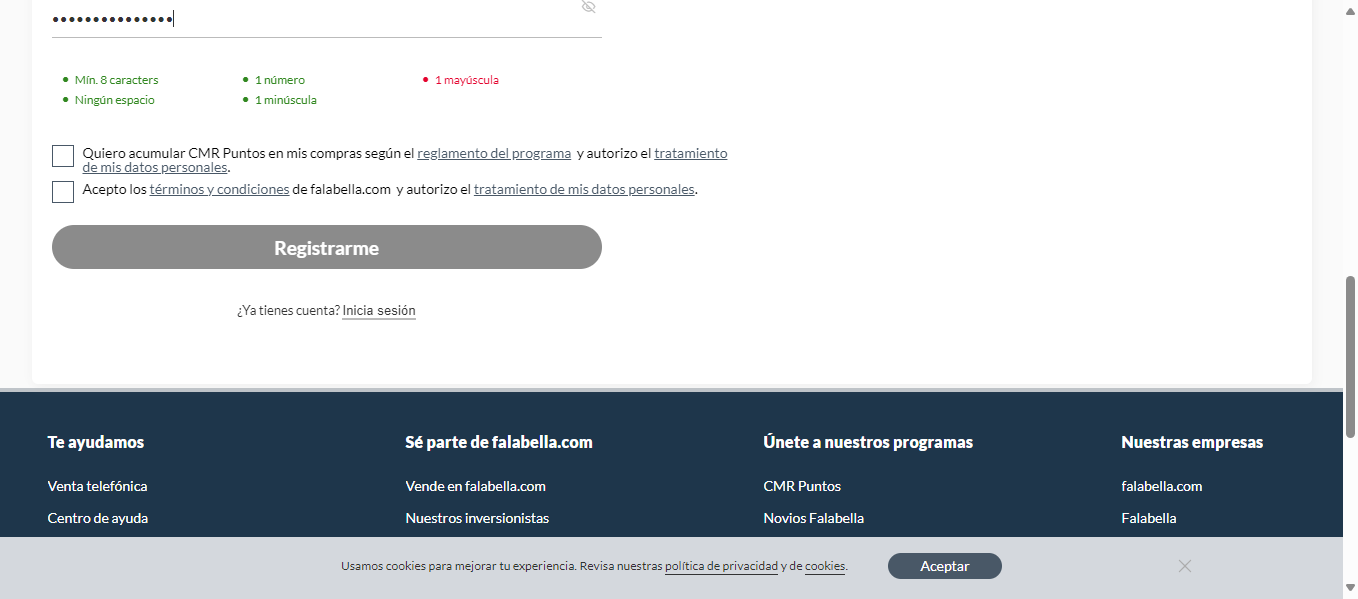 •••••••••••••••
Mín. 8 caracters
1 número
1 mayúscula
Ningún espacio
1 minúscula
Quiero acumular CMR Puntos en mis compras según el reglamento del programa y autorizo el tratamiento
de mis datos personales.
Acepto los términos y condiciones de falabella.com y autorizo el tratamiento de mis datos personales.
Registrarme
¿Ya tienes cuenta? Inicia sesión
Te ayudamos
Sé parte de falabella.com
Únete a nuestros programas
Nuestras empresas
Venta telefónica
Vende en falabella.com
CMR Puntos
falabella.com
Centro de ayuda
Nuestros inversionistas
Novios Falabella
Falabella
Usamos cookies para mejorar tu experiencia. Revisa nuestras política de privacidad y de cookies.
Aceptar